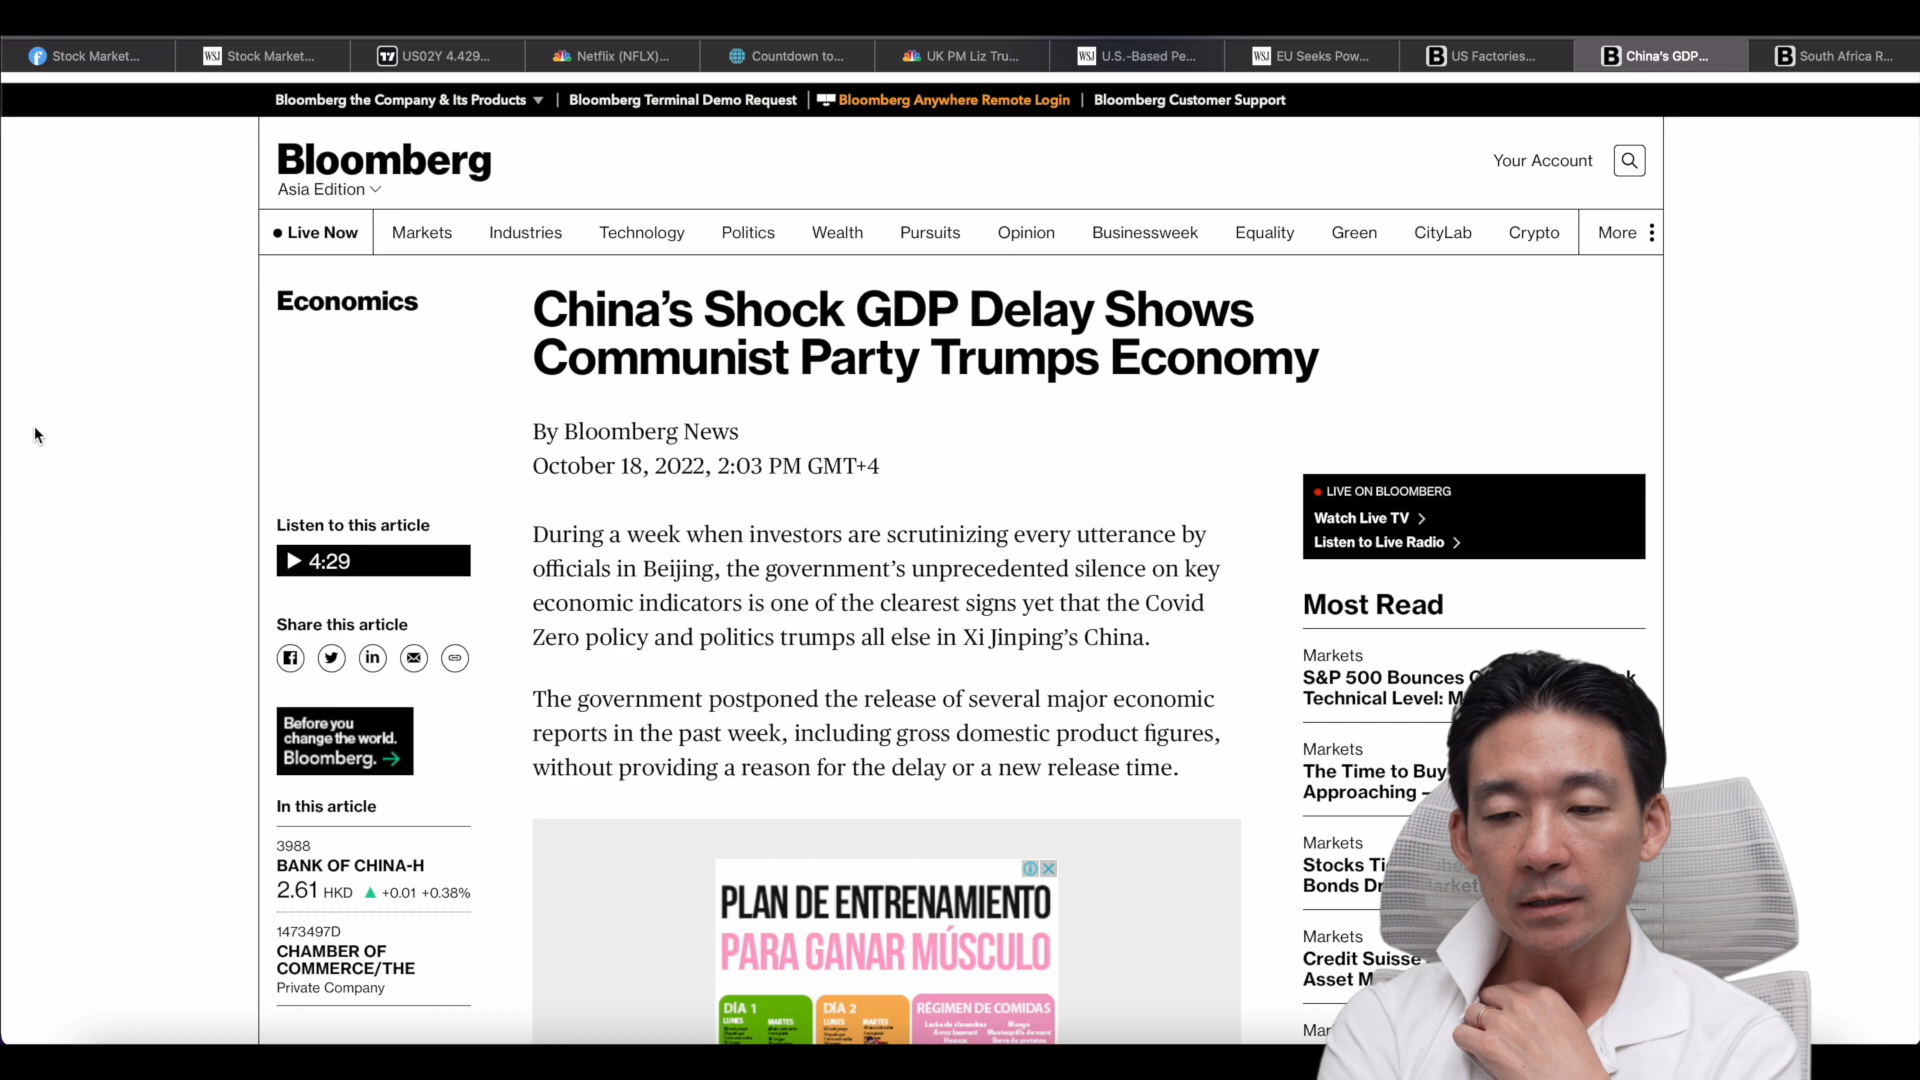 Stock Market...
WSJ Stock Market...
US02Y 4.429...
Netflix (NFLX)...
Countdown to...
UK PM Liz Tru...
WSJ U.S.-Based Pe...
WSJ EU Seeks Pow...
B US Factories...
B China's GDP...
B South Africa R...
Bloomberg the Company & Its Products
Bloomberg Terminal Demo Request
Bloomberg Anywhere Remote Login
Bloomberg Customer Support
Bloomberg
Asia Edition
Your Account
Live Now
Markets
Industries
Technology
Politics
Wealth
Pursuits
Opinion
Businessweek
Equality
Green
CityLab
Crypto
More
Economics
China's Shock GDP Delay Shows
Communist Party Trumps Economy
By Bloomberg News
October 18, 2022, 2:03 PM GMT+4
Listen to this article
4:29
Share this article
Before you
change the world.
Bloomberg.
In this article
3988
BANK OF CHINA-H
2.61 HKD +0.01 +0.38%
1473497D
CHAMBER OF
COMMERCE/THE
Private Company
During a week when investors are scrutinizing every utterance by
officials in Beijing, the government's unprecedented silence on key
economic indicators is one of the clearest signs yet that the Covid
Zero policy and politics trumps all else in Xi Jinping's China.
The government postponed the release of several major economic
reports in the past week, including gross domestic product figures,
without providing a reason for the delay or a new release time.
PLAN DE ENTRENAMIENTO
PARA GANAR MÚSCULO
DÍA 1
LUNES MARTES
DÍA 2
LUNES MARTES
RÉGIMEN DE COMIDAS
LIVE ON BLOOMBERG
Watch Live TV
Listen to Live Radio
Most Read
Markets
S&P 500 Bounces
Technical Level:
Markets
The Time to Buy
Approaching –
Markets
Stocks
Bonds
Markets
Credit Suisse
Asset